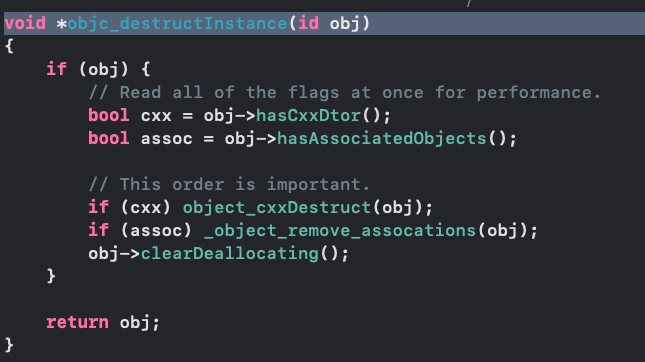 void *objc_destructInstance(id obj)
{
    if (obj) {
        // Read all of the flags at once for performance.
        bool cxx = obj->hasCxxDtor();
        bool assoc = obj->hasAssociatedObjects();

        // This order is important.
        if (cxx) object_cxxDestruct(obj);
        if (assoc) _object_remove_assocations(obj);
        obj->clearDeallocating();
    }

    return obj;
}